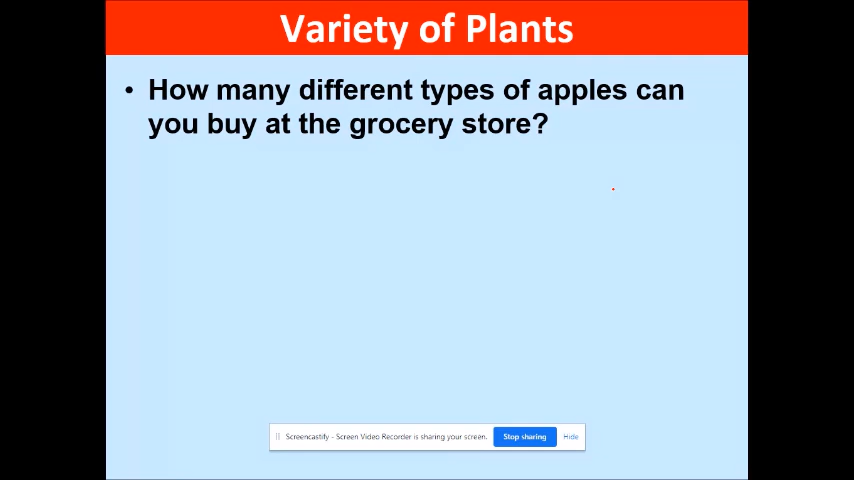 Variety of Plants
• How many different types of apples can
you buy at the grocery store?
Screencastify - Screen Video Recorder is sharing your screen. Stop sharing Hide